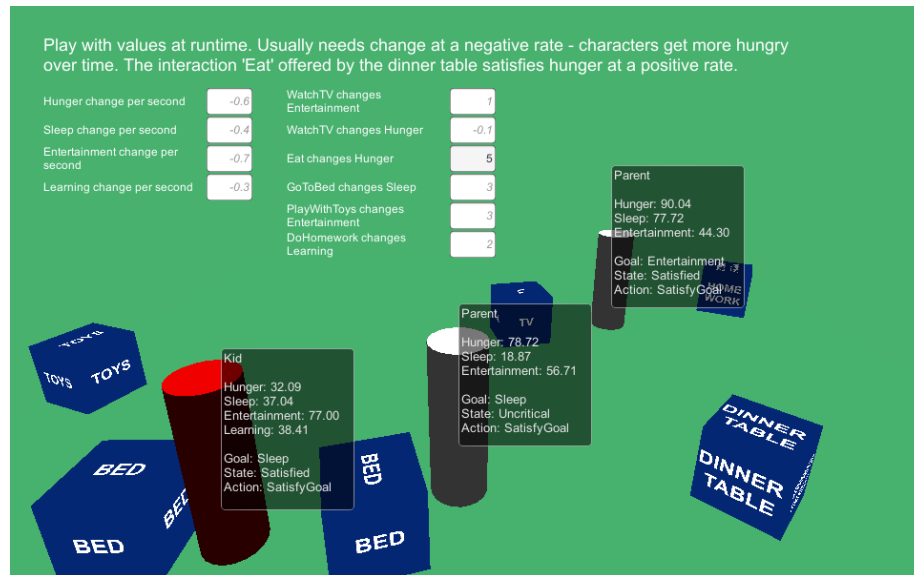 Play with values at runtime. Usually needs change at a negative rate - characters get more hungry
over time. The interaction 'Eat' offered by the dinner table satisfies hunger at a positive rate.
Hunger change per second -0.6
Sleep change per second -0.4
Entertainment change per
second -0.7
Learning change per second -0.3
WatchTV changes
Entertainment 1
WatchTV changes Hunger -0.1
Eat changes Hunger 5
GoToBed changes Sleep 3
PlayWithToys changes
Entertainment 3
DoHomework changes
Learning 2
Parent
Hunger: 90.04
Sleep: 77.72
Entertainment: 44.30
Goal: Entertainment
State: Satisfied
Action: SatisfyGoal
HOME
WORK
TV
Parent
Hunger: 78.72
Sleep: 18.87
Entertainment: 56.71
Goal: Sleep
State: Uncritical
Action: SatisfyGoal
TOYS
TOYS
TOYS
Kid
Hunger: 32.09
Sleep: 37.04
Entertainment: 77.00
Learning: 38.41
Goal: Sleep
State: Satisfied
Action: SatisfyGoal
BED
BED
BED
BED
BED
DINNER
TABLE
DINNER
TABLE